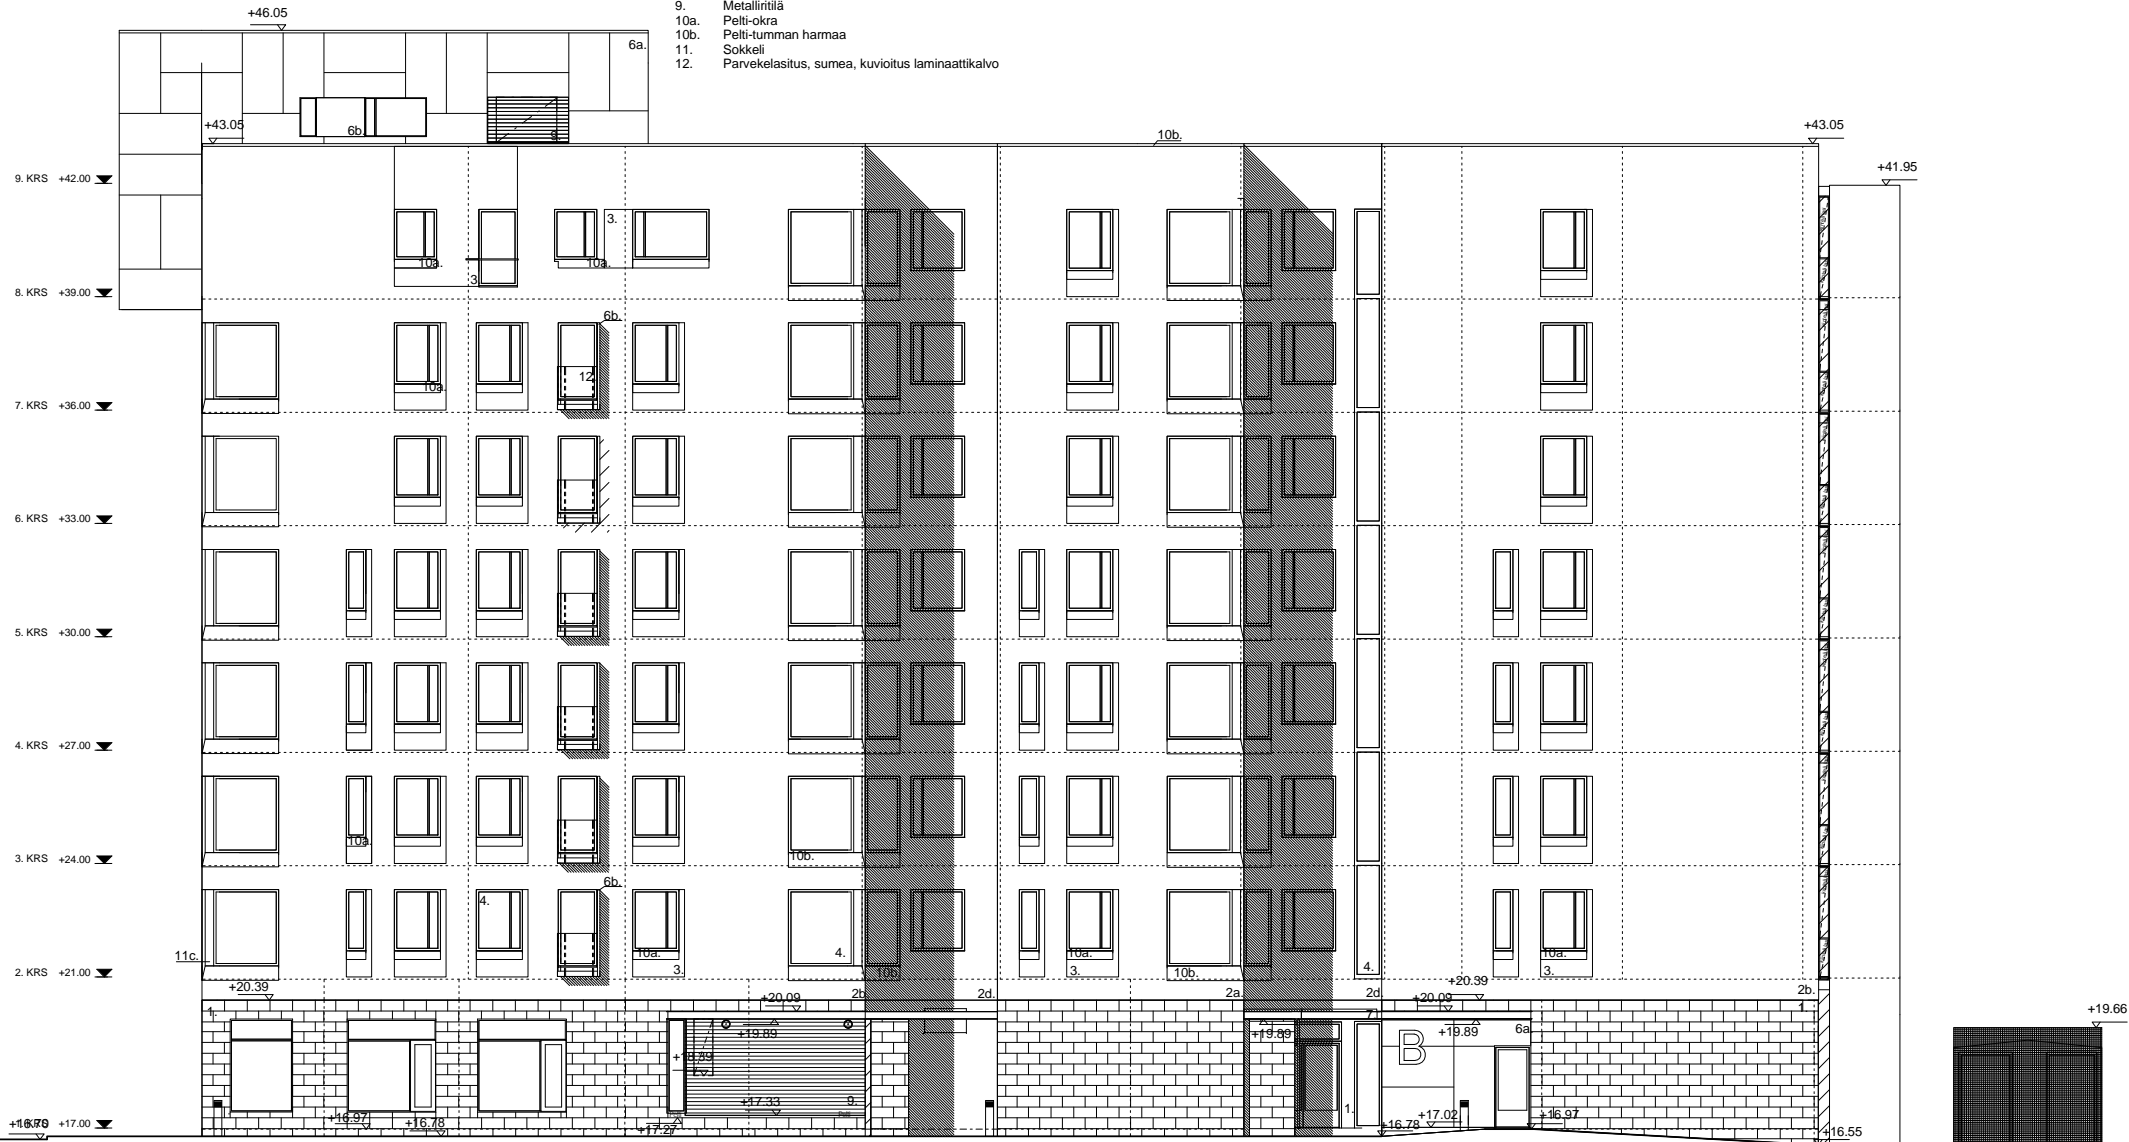 9. Metalliritilä
10a. Pelti-okra
10b. Pelti-tumman harmaa
11. Sokkeli
12. Parvekelasitus, sumea, kuvioitus laminaattikalvo
+46.05
6a.
6b.
9.
+43.05
10b.
+43.05
+41.95
9. KRS +42.00
3.
10a.
10a.
3
8. KRS +39.00
6b.
12.
10a.
7. KRS +36.00
6. KRS +33.00
5. KRS +30.00
4. KRS +27.00
10a.
10b.
3. KRS +24.00
6b.
4.
11c.
10a.
3.
4.
10b.
10a.
3.
10b.
4.
10a.
3.
2. KRS +21.00
+20.39
+20.09
2b.
2d.
2a.
2d.
+20.09
+20.39
2b.
1.
+19.89
+18.89
+19.89
7.
B
+19.89
6a.
1.
+19.66
+17.33
9.
1.
+16.97
+16.78
+17.27
+16.78
+17.02
+16.97
+16.55
+17.00